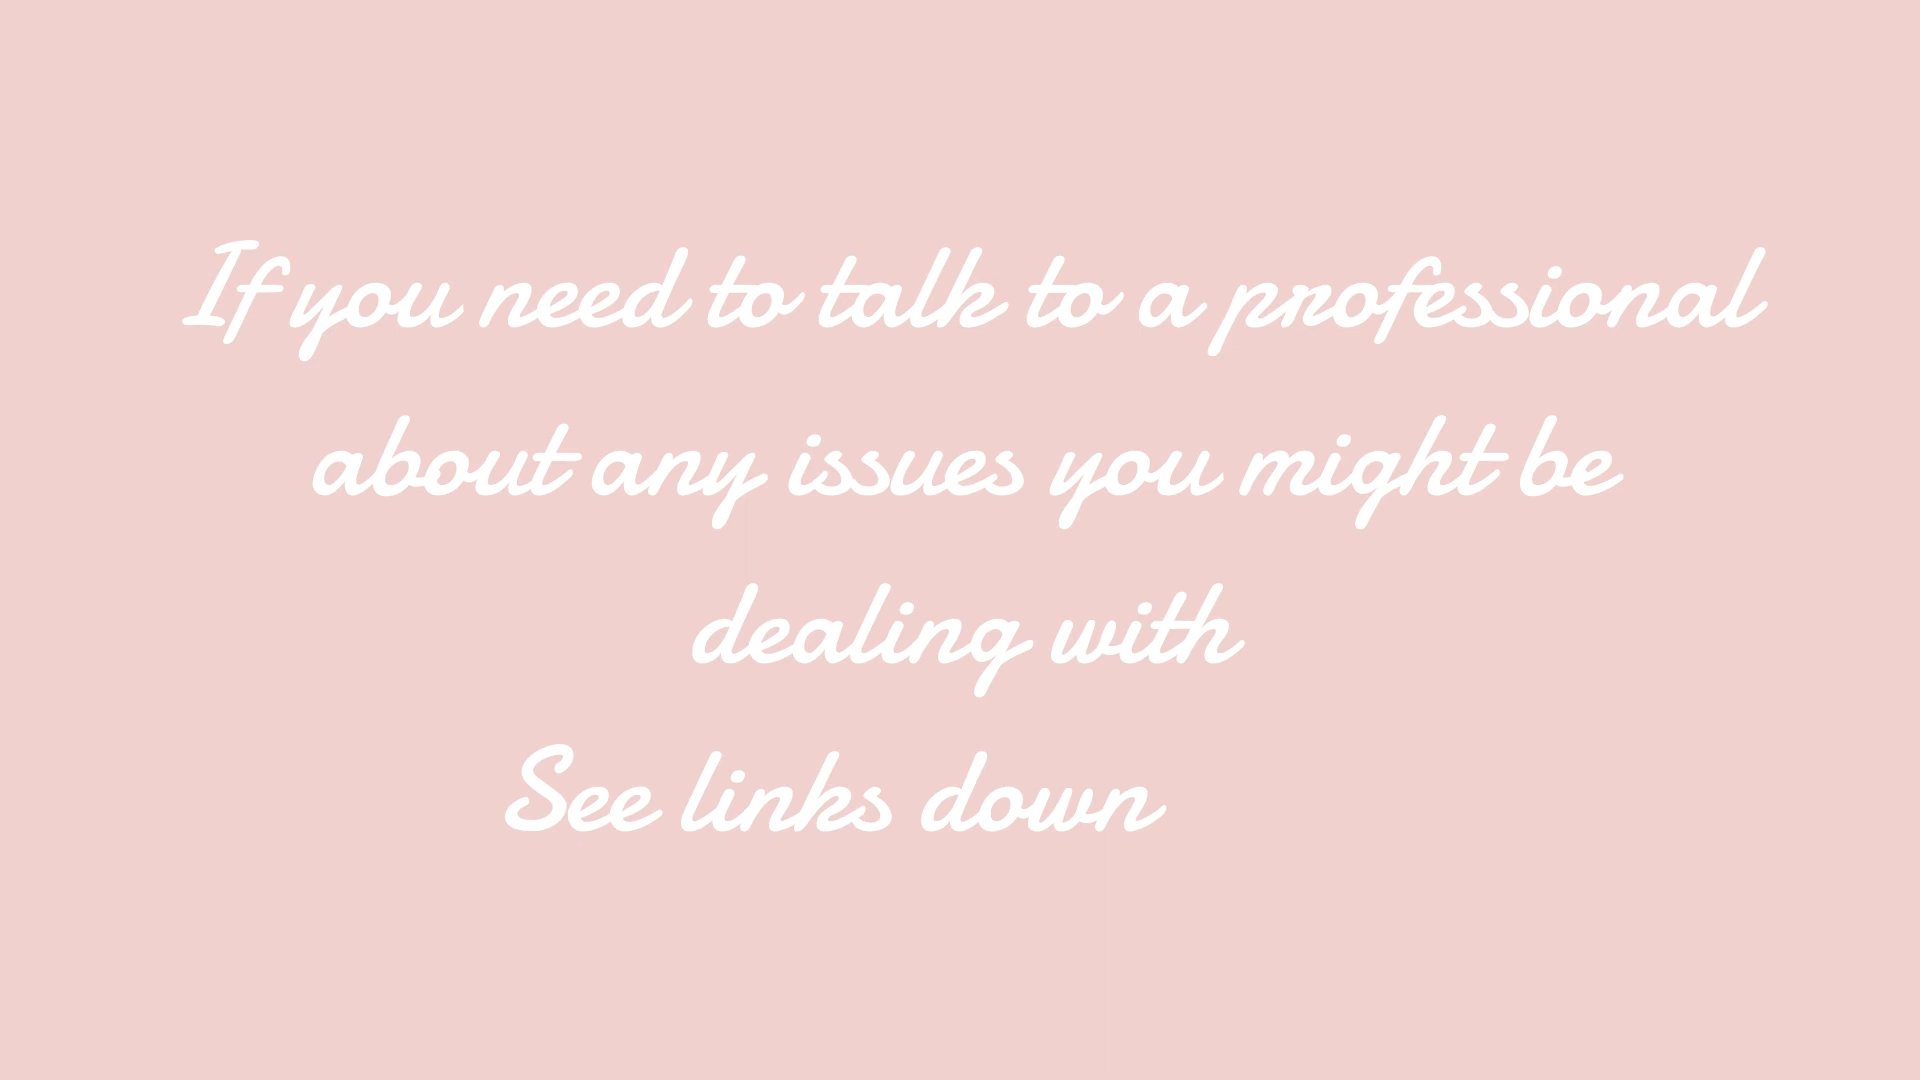 If you need to talk to a professional
about any issues you might be
dealing with
See links down